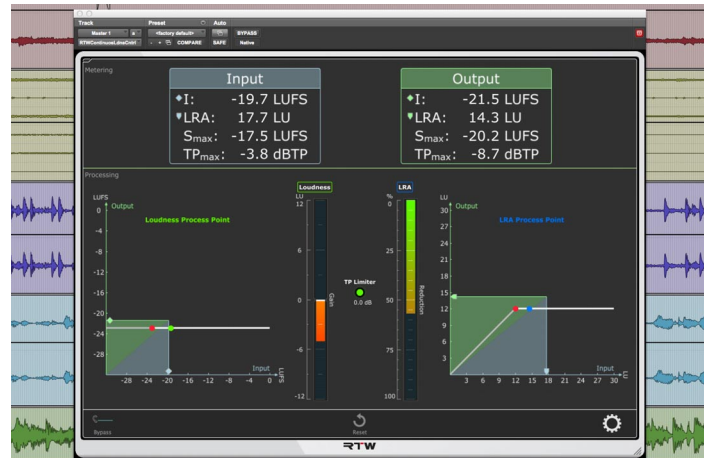 Track Preset Auto
Master 1 a <factory default> BYPASS
RTWContinuousLdnsCntrl - + COMPARE SAFE Native
Metering
Input
I: -19.7 LUFS
LRA: 17.7 LU
Smax: -17.5 LUFS
TPmax: -3.8 dBTP
Output
I: -21.5 LUFS
LRA: 14.3 LU
Smax: -20.2 LUFS
TPmax: -8.7 dBTP
Processing
LUFS
Output
Loudness Process Point
0
-4
-8
-12
-16
-20
-24
-28
Input
-28 -24 -20 -16 -12 -8 -4 0 LUFS
Loudness
LU
12
6
0
-6
-12
Gain
TP Limiter
0.0 dB
LRA
%
0
25
50
75
100
Reduction
LU
Output
LRA Process Point
30
27
24
21
18
15
12
9
6
3
Input
3 6 9 12 15 18 21 24 27 30 LU
Bypass
Reset
RTW